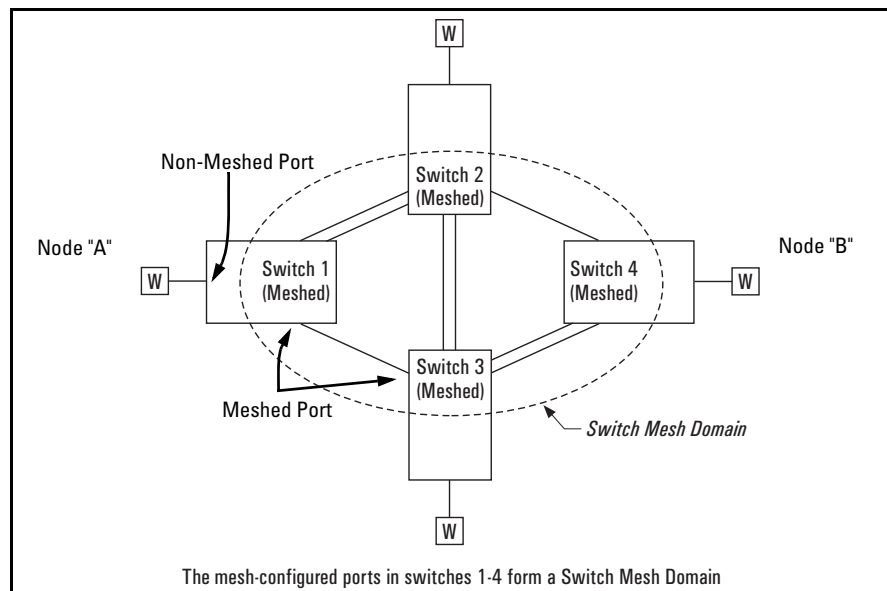 W
Non-Meshed Port
Switch 2
(Meshed)
Node "A"
Node "B"
W
Switch 1
(Meshed)
Switch 4
(Meshed)
W
Switch 3
(Meshed)
Meshed Port
Switch Mesh Domain
W
The mesh-configured ports in switches 1-4 form a Switch Mesh Domain